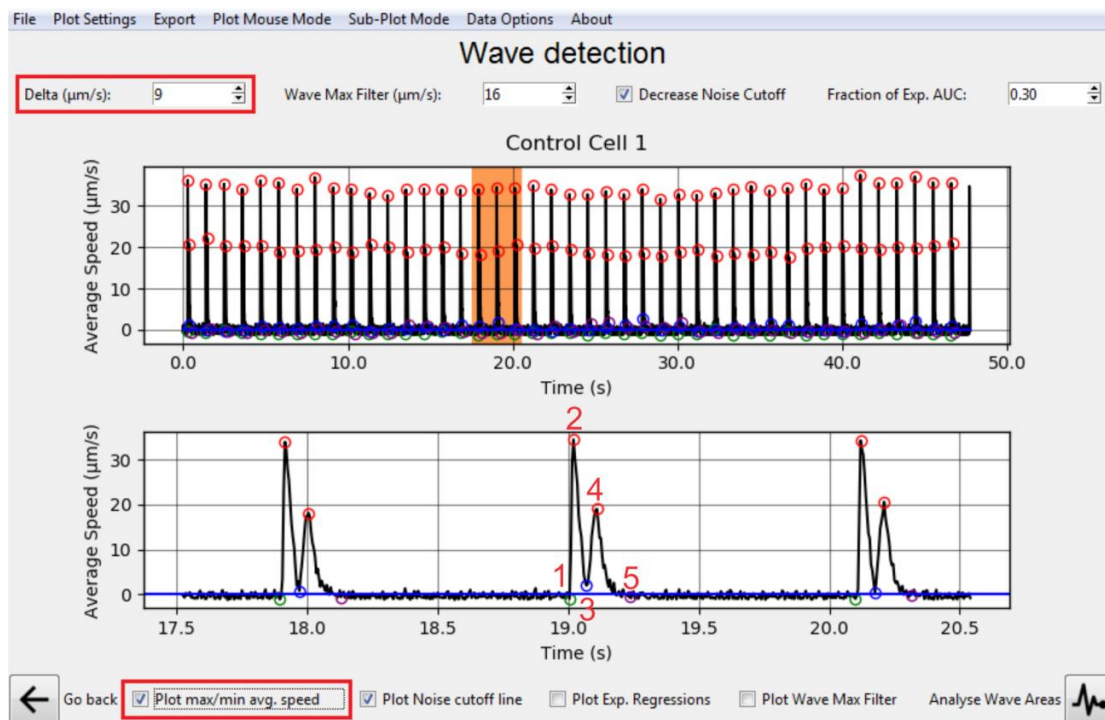 File Plot Settings Export Plot Mouse Mode Sub-Plot Mode Data Options About
Wave detection
Delta (µm/s): 9 Wave Max Filter (µm/s): 16 Decrease Noise Cutoff Fraction of Exp. AUC: 0.30
Control Cell 1
Average Speed (µm/s)
30
20
10
0
0.0 10.0 20.0 30.0 40.0 50.0
Time (s)
Average Speed (µm/s)
30
20
10
0
2
4
1
5
3
17.5 18.0 18.5 19.0 19.5 20.0 20.5
Time (s)
Go back Plot max/min avg. speed Plot Noise cutoff line Plot Exp. Regressions Plot Wave Max Filter Analyse Wave Areas